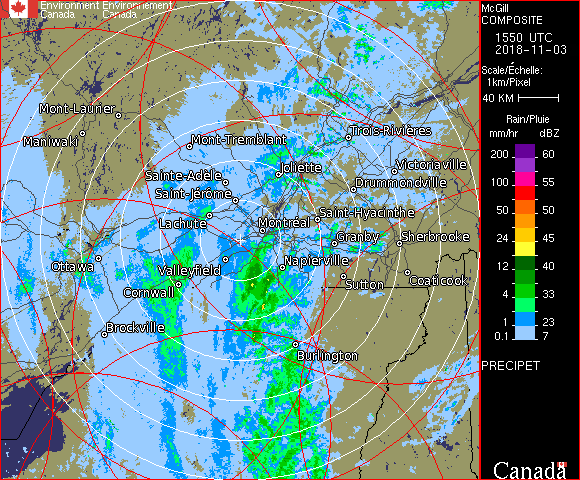 Environment Environnement
Canada Canada
McGill
COMPOSITE
1550 UTC
2018-11-03
Scale/Échelle:
1km/Pixel
40 KM
Rain/Pluie
mm/hr dBZ
200 60
100 55
50 50
24 45
12 40
4 33
1 23
0.1 7
PRECIPET
Canada
Mont-Laurier
Maniwaki
Mont-Tremblant
Trois-Rivières
Joliette
Victoriaville
Sainte-Adèle
Drummondville
Saint-Jérôme
Lachute
Saint-Hyacinthe
Montréal
Granby
Sherbrooke
Ottawa
Valleyfield
Napierville
Cornwall
Sutton
Coaticook
Brockville
Burlington